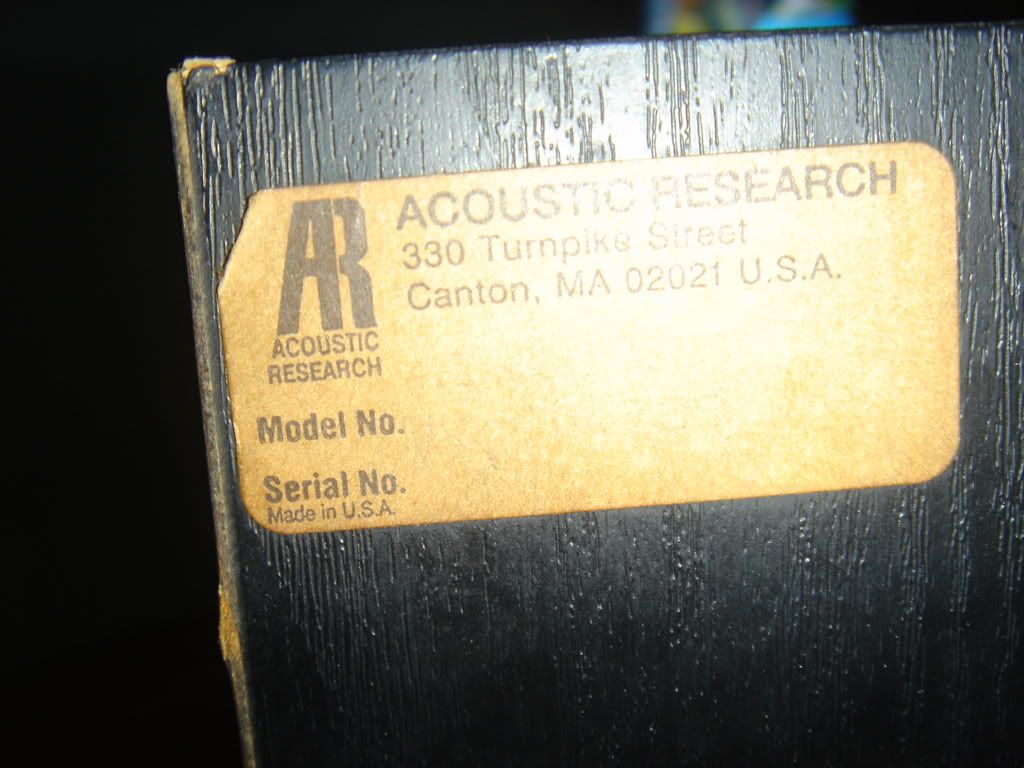 AR
ACOUSTIC
RESEARCH
ACOUSTIC RESEARCH
330 Turnpike Street
Canton, MA 02021 U.S.A.
Model No.
Serial No.
Made in U.S.A.